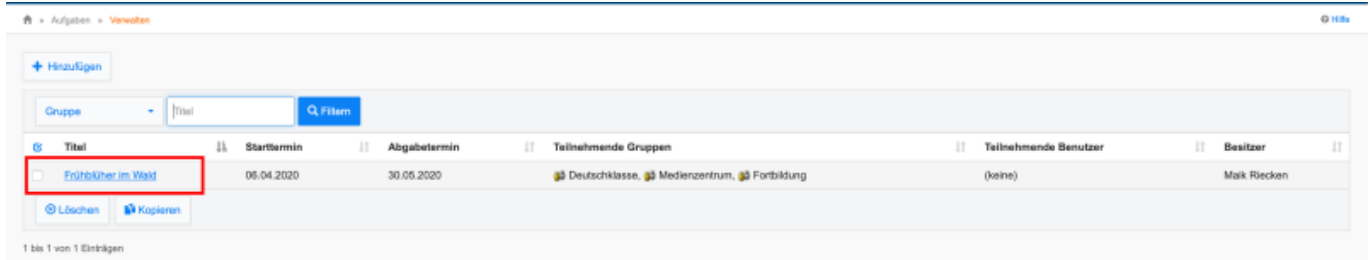 » Aufgaben » Verwalten Hilfe
+ Hinzufügen
Gruppe Titel Filtern
Titel Starttermin Abgabetermin Teilnehmende Gruppen Teilnehmende Benutzer Besitzer
Frühblüher im Wald 06.04.2020 30.05.2020 Deutschklasse, Medienzentrum, Fortbildung (keine) Maik Riecken
Löschen Kopieren
1 bis 1 von 1 Einträgen